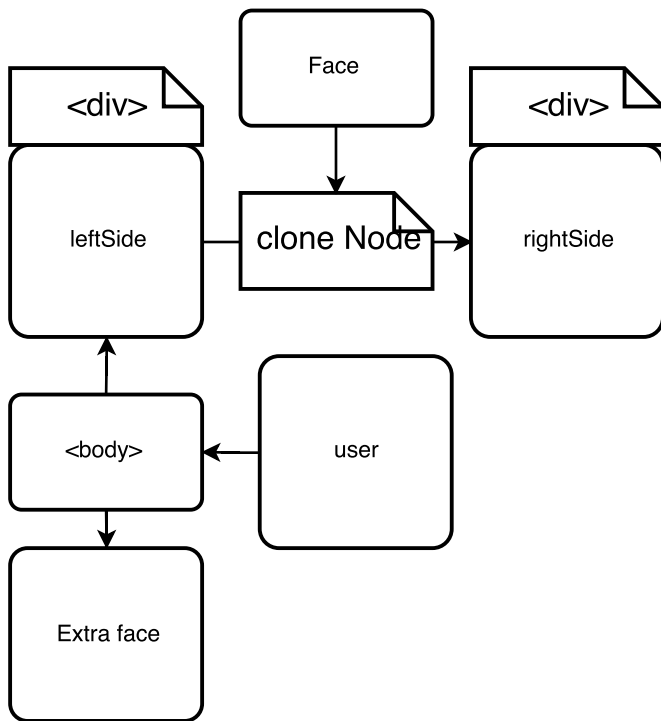 Face
<div>
<div>
leftSide
clone Node
rightSide
<body>
user
Extra face